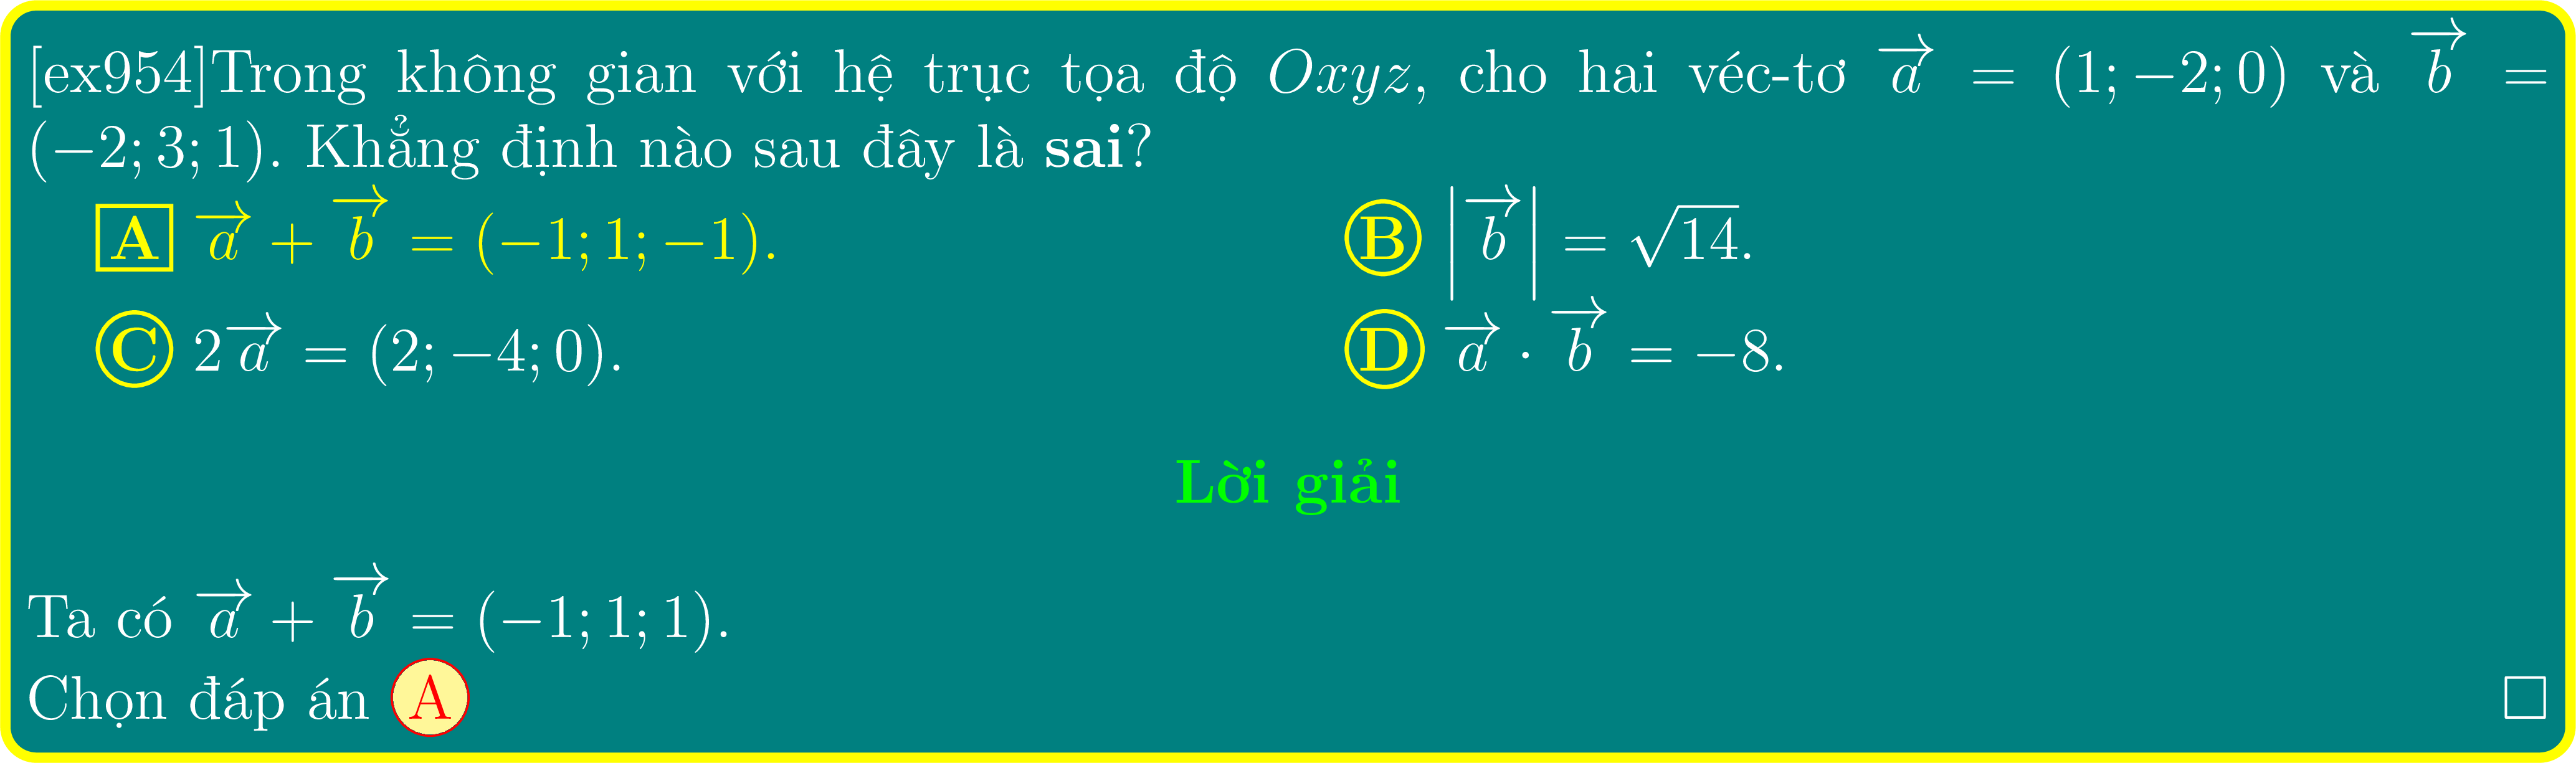 [ex954]Trong không gian với hệ trục tọa độ Oxyz, cho hai véc-tơ $\overrightarrow{a} = (1; -2; 0)$ và $\overrightarrow{b} =$
$(-2; 3; 1)$. Khẳng định nào sau đây là sai?
A $\overrightarrow{a} + \overrightarrow{b} = (-1; 1; -1)$. B $\left|\overrightarrow{b}\right| = \sqrt{14}$.
C $2\overrightarrow{a} = (2; -4; 0)$. D $\overrightarrow{a} \cdot \overrightarrow{b} = -8$.
Lời giải
Ta có $\overrightarrow{a} + \overrightarrow{b} = (-1; 1; 1)$.
Chọn đáp án A □